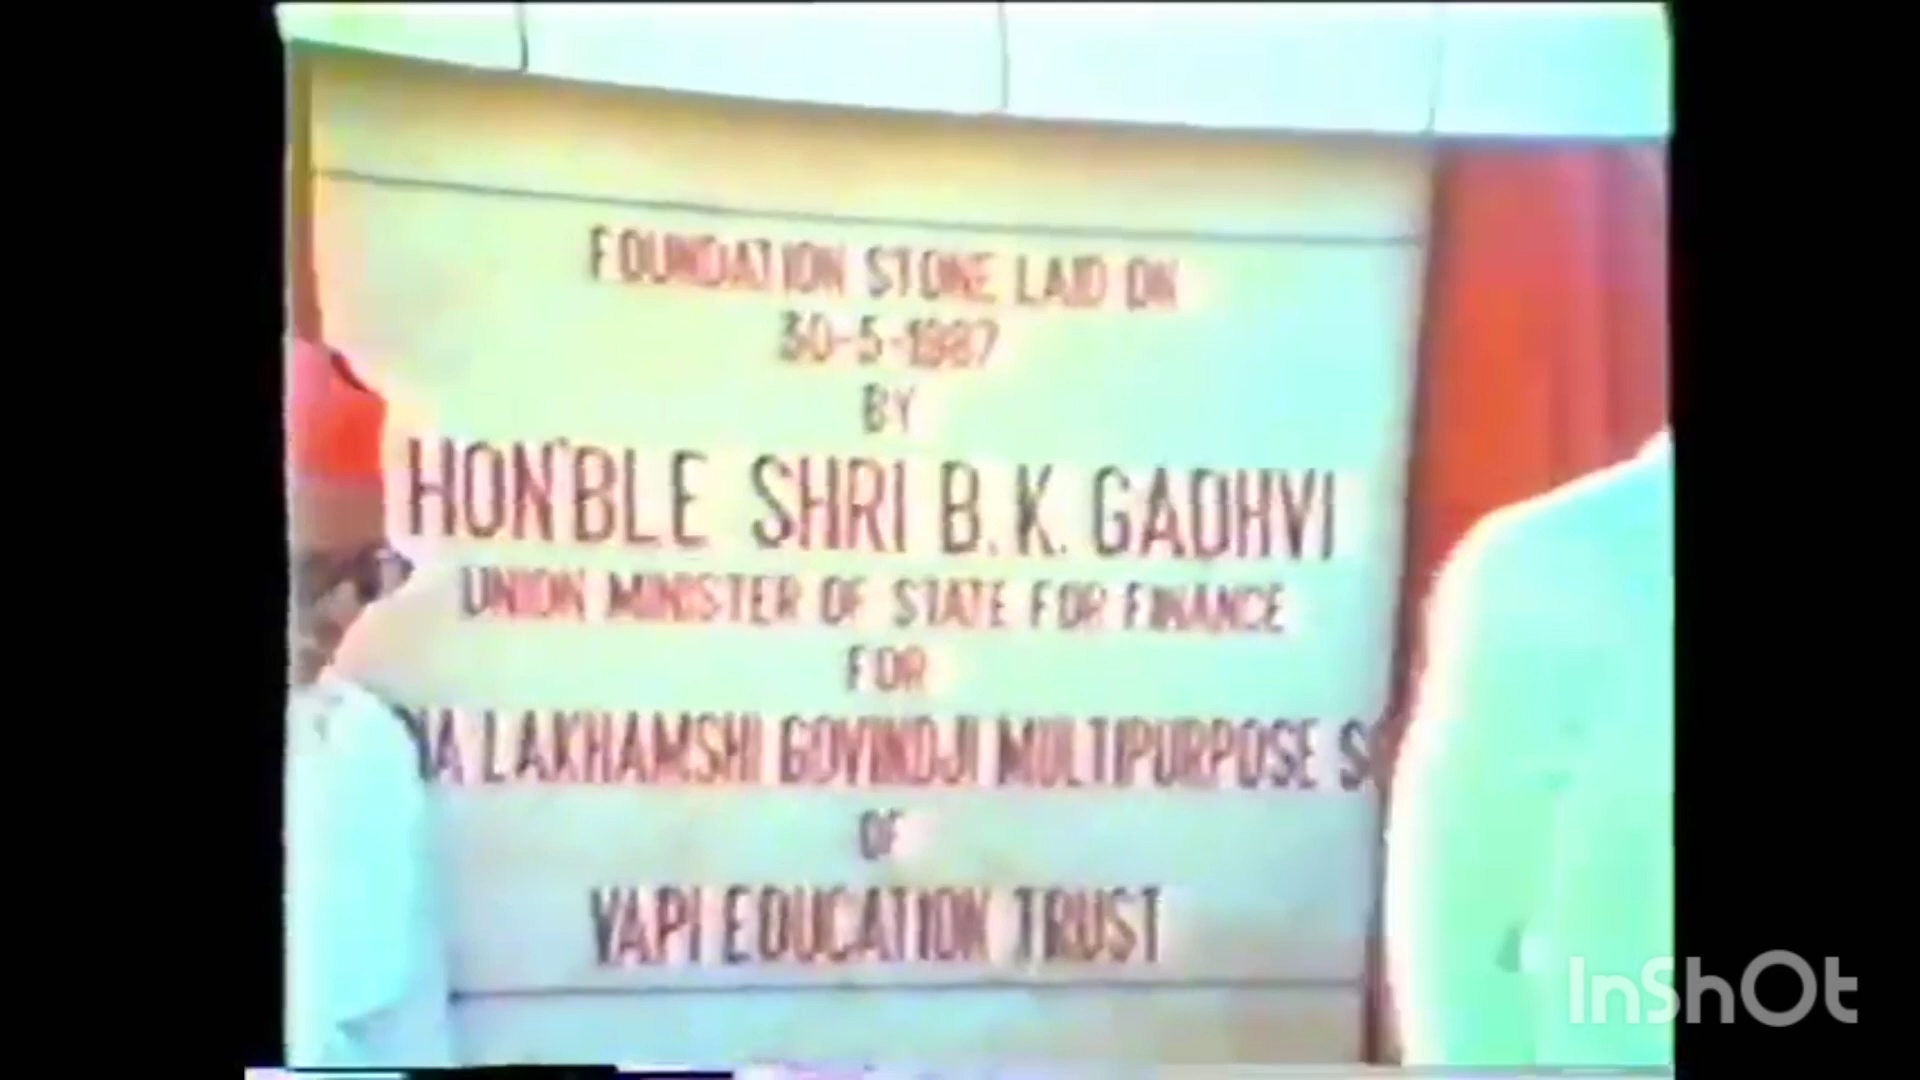 FOUNDATION STONE LAID ON
30-5-1987
BY
HON'BLE SHRI B.K. GADHVI
UNION MINISTER OF STATE FOR FINANCE
FOR
LAKHAMSHI GOVINDJI MULTIPURPOSE
OF
VAPI EDUCATION TRUST
InShOt